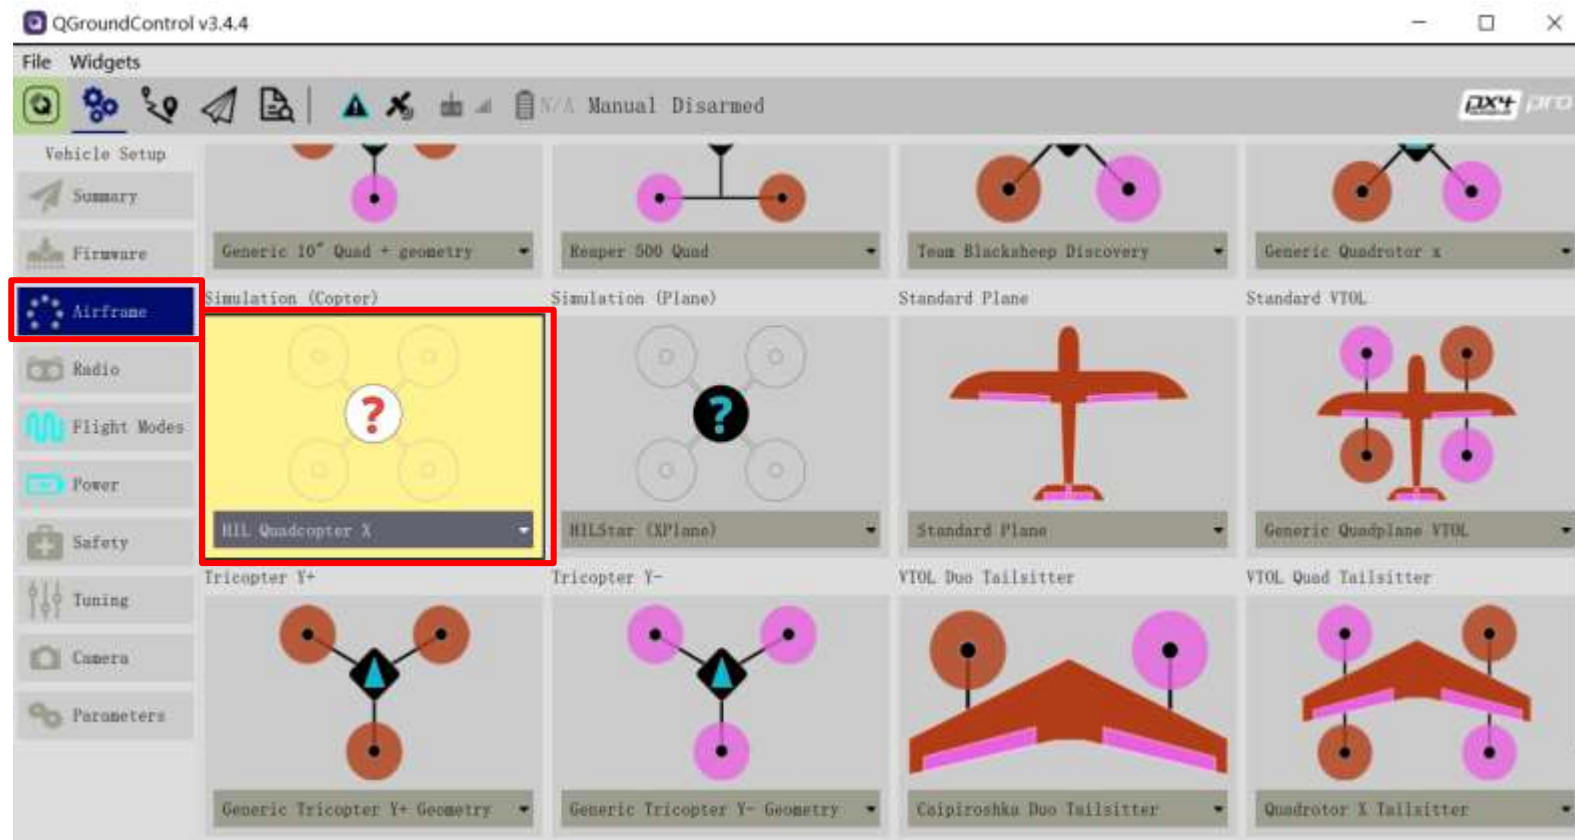 QGroundControl v3.4.4
File Widgets
N/A Manual Disarmed
px4 pro
Vehicle Setup
Summary
Firmware
Airframe
Radio
Flight Modes
Power
Safety
Tuning
Camera
Parameters
Generic 10" Quad + geometry
Reaper 500 Quad
Team Blacksheep Discovery
Generic Quadrotor x
Simulation (Copter)
Simulation (Plane)
Standard Plane
Standard VTOL
?
?
HIL Quadcopter X
HILStar (XPlane)
Standard Plane
Generic Quadplane VTOL
Tricopter Y+
Tricopter Y-
VTOL Duo Tailsitter
VTOL Quad Tailsitter
Generic Tricopter Y+ Geometry
Generic Tricopter Y- Geometry
Caipiroshka Duo Tailsitter
Quadrotor X Tailsitter